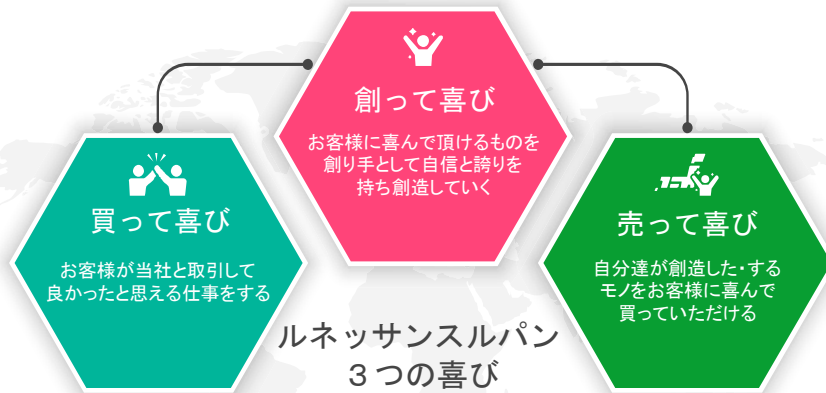 創って喜び
お客様に喜んで頂けるものを
創り手として自信と誇りを
持ち創造していく
買って喜び
お客様が当社と取引して
良かったと思える仕事をする
売って喜び
自分達が創造した・する
モノをお客様に喜んで
買っていただける
ルネッサンスルパン
３つの喜び